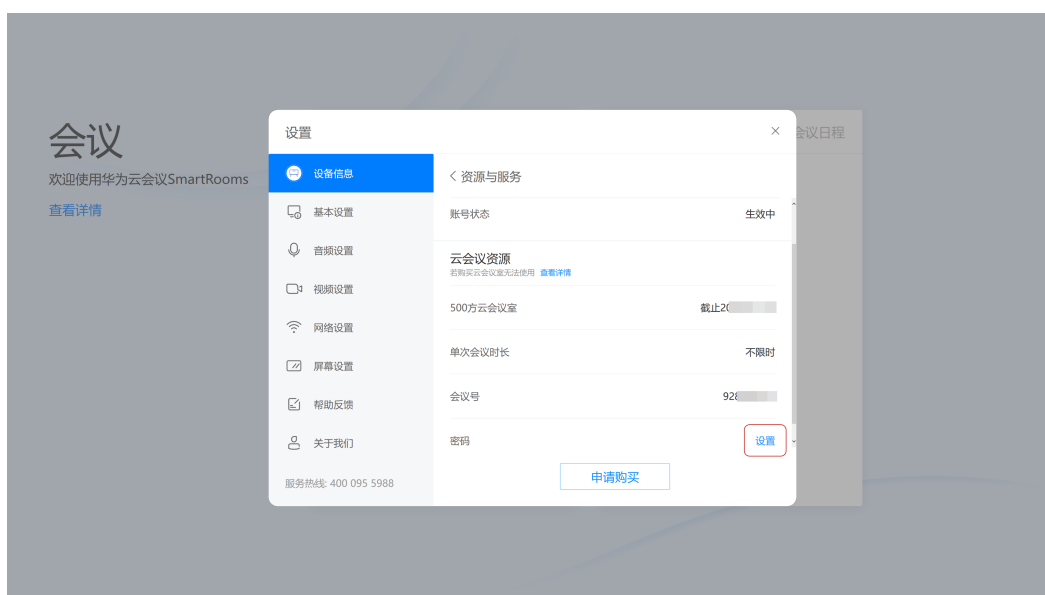 会议
欢迎使用华为云会议SmartRooms
查看详情
设置
×
会议日程
设备信息
基本设置
音频设置
视频设置
网络设置
屏幕设置
帮助反馈
关于我们
服务热线: 400 095 5988
< 资源与服务
账号状态 生效中
云会议资源
若购买云会议室无法使用 查看详情
500方云会议室 截止20
单次会议时长 不限时
会议号 928
密码 设置
申请购买